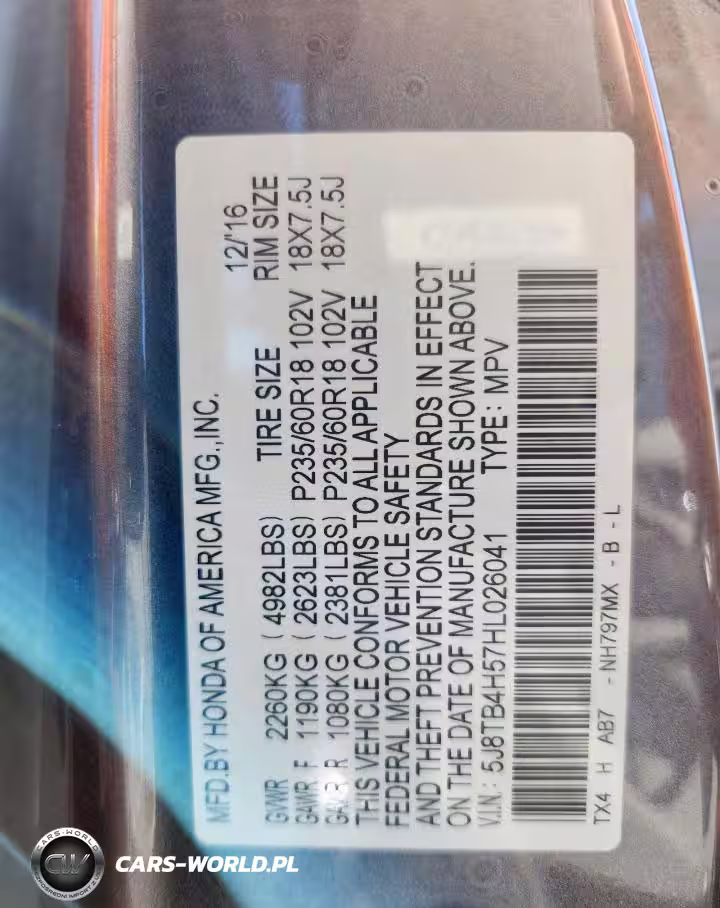 MFD.BY HONDA OF AMERICA MFG.,INC.
12/'16
GVWR 2260KG ( 4982LBS) TIRE SIZE RIM SIZE
GAWR F 1190KG ( 2623LBS) P235/60R18 102V 18X7.5J
GAWR R 1080KG ( 2381LBS) P235/60R18 102V 18X7.5J
THIS VEHICLE CONFORMS TO ALL APPLICABLE
FEDERAL MOTOR VEHICLE SAFETY
AND THEFT PREVENTION STANDARDS IN EFFECT
ON THE DATE OF MANUFACTURE SHOWN ABOVE.
V.I.N.: 5J8TB4H57HL026041 TYPE: MPV
TX4 H AB7 - NH797MX - B - L
CARS-WORLD
CW
CARS-WORLD.PL